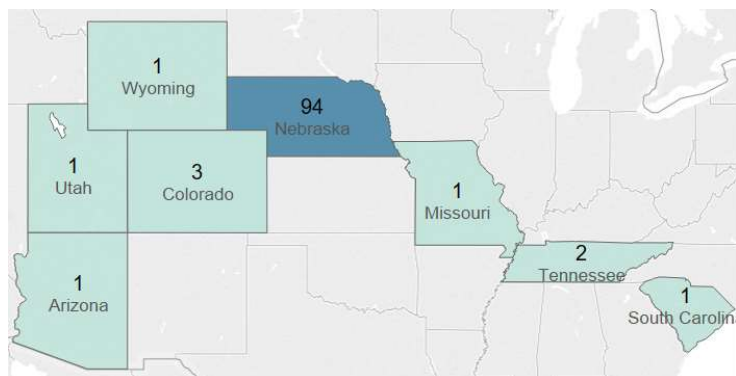 1
Wyoming
94
Nebraska
1
Utah
3
Colorado
1
Missouri
2
Tennessee
1
Arizona
1
South Carolina